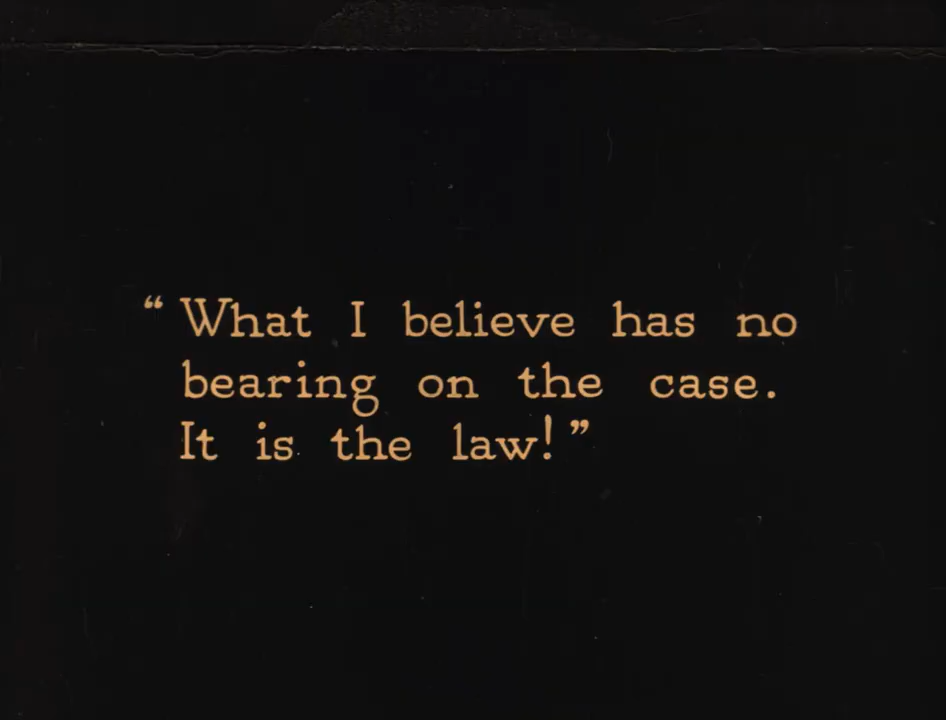 “ What I believe has no
bearing on the case.
It is the law! ”